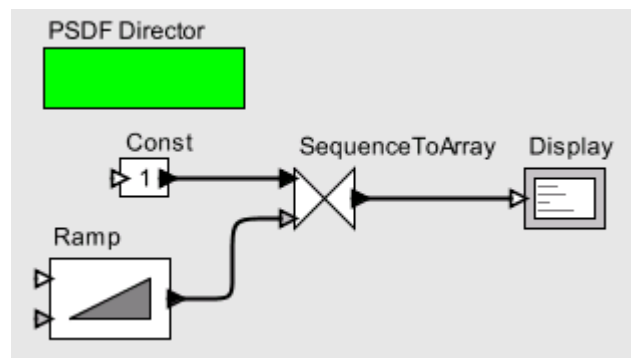 PSDF Director
Const
SequenceToArray
Display
1
Ramp